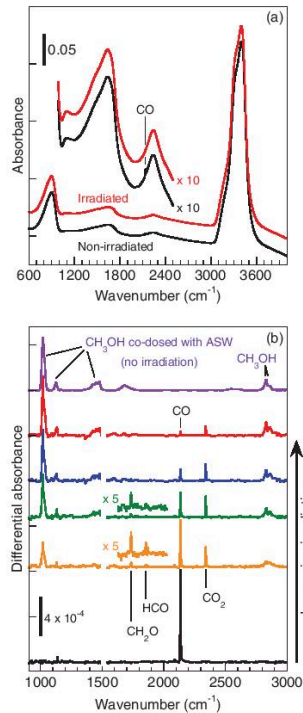 (a)
0.05
CO
x 10
x 10
Irradiated
Non-irradiated
Absorbance
600 1200 1800 2400 3000 3600
Wavenumber (cm⁻¹)
(b)
CH₃OH co-dosed with ASW
(no irradiation)
CH₃OH
CO
x 5
x 5
HCO
CH₂O
CO₂
4 x 10⁻⁴
Differential absorbance
1000 1500 2000 2500 3000
Wavenumber (cm⁻¹)